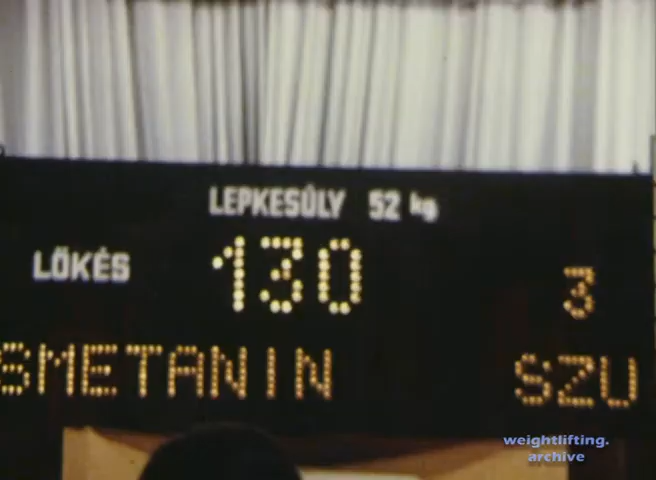 LEPKESÚLY 52 kg
LÖKÉS 130 3
SMETANIN SZU
weightlifting.
archive